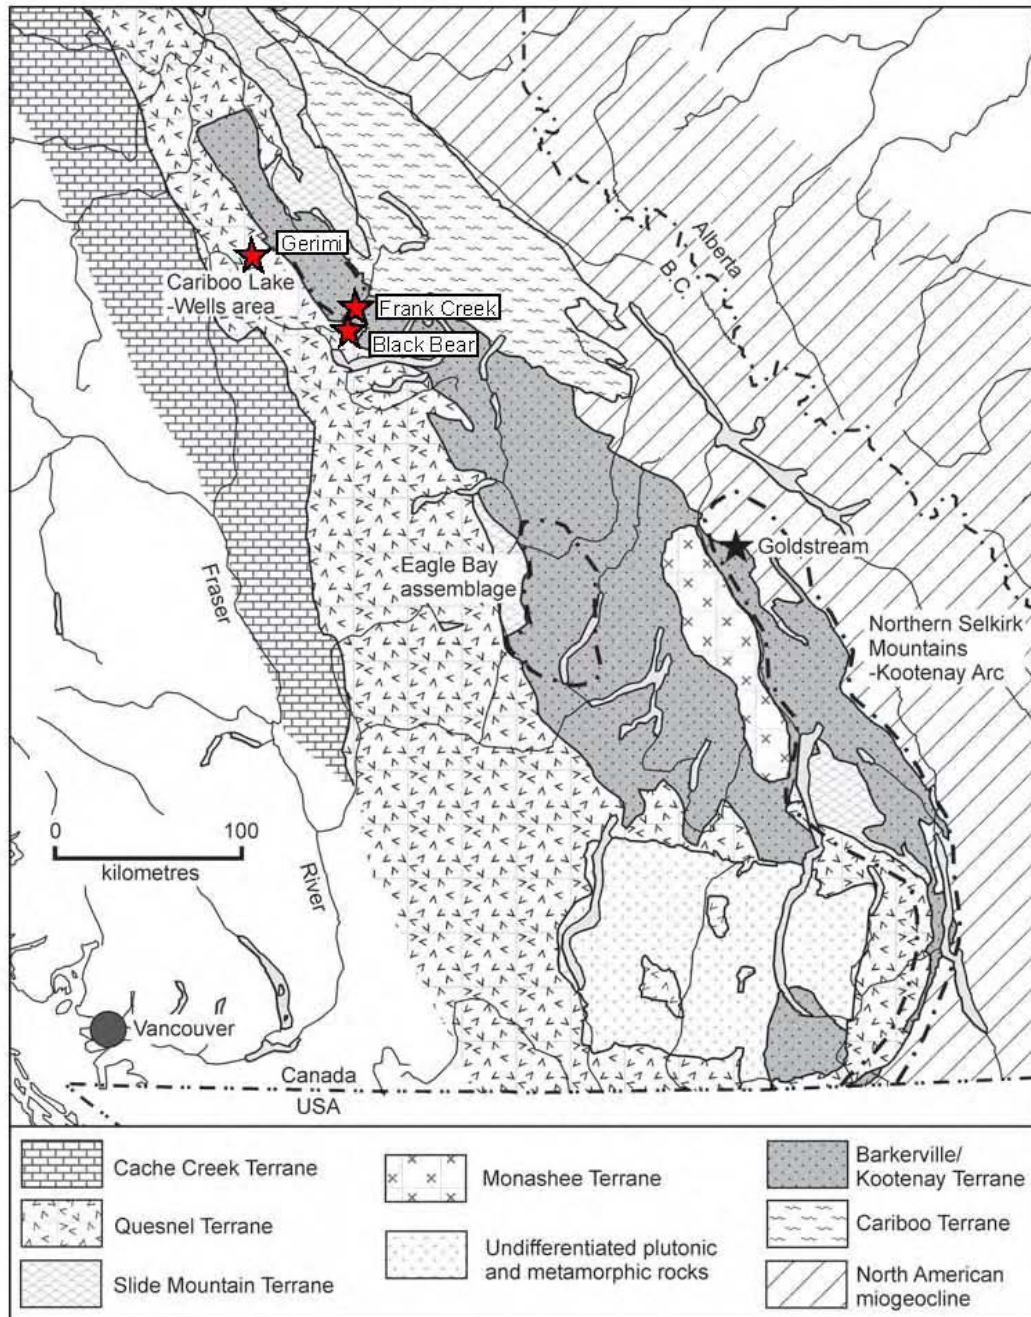 Alberta
B.C.
Gerimi
Cariboo Lake
-Wells area
Frank Creek
Black Bear
Goldstream
Eagle Bay
assemblage
Northern Selkirk
Mountains
-Kootenay Arc
Fraser
River
0 100
kilometres
Vancouver
Canada
USA
Cache Creek Terrane
Quesnel Terrane
Slide Mountain Terrane
Monashee Terrane
Undifferentiated plutonic
and metamorphic rocks
Barkerville/
Kootenay Terrane
Cariboo Terrane
North American
miogeocline